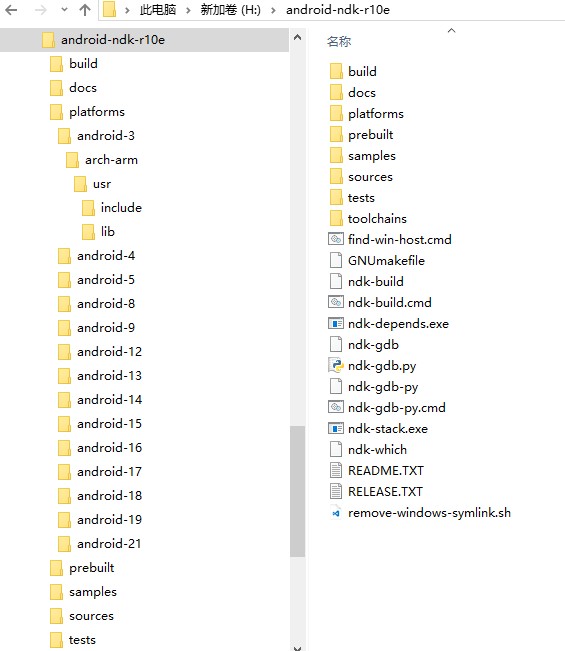 此电脑 新加卷 (H:) android-ndk-r10e
android-ndk-r10e
build
docs
platforms
android-3
arch-arm
usr
include
lib
android-4
android-5
android-8
android-9
android-12
android-13
android-14
android-15
android-16
android-17
android-18
android-19
android-21
prebuilt
samples
sources
tests
名称
build
docs
platforms
prebuilt
samples
sources
tests
toolchains
find-win-host.cmd
GNUmakefile
ndk-build
ndk-build.cmd
ndk-depends.exe
ndk-gdb
ndk-gdb.py
ndk-gdb-py
ndk-gdb-py.cmd
ndk-stack.exe
ndk-which
README.TXT
RELEASE.TXT
remove-windows-symlink.sh